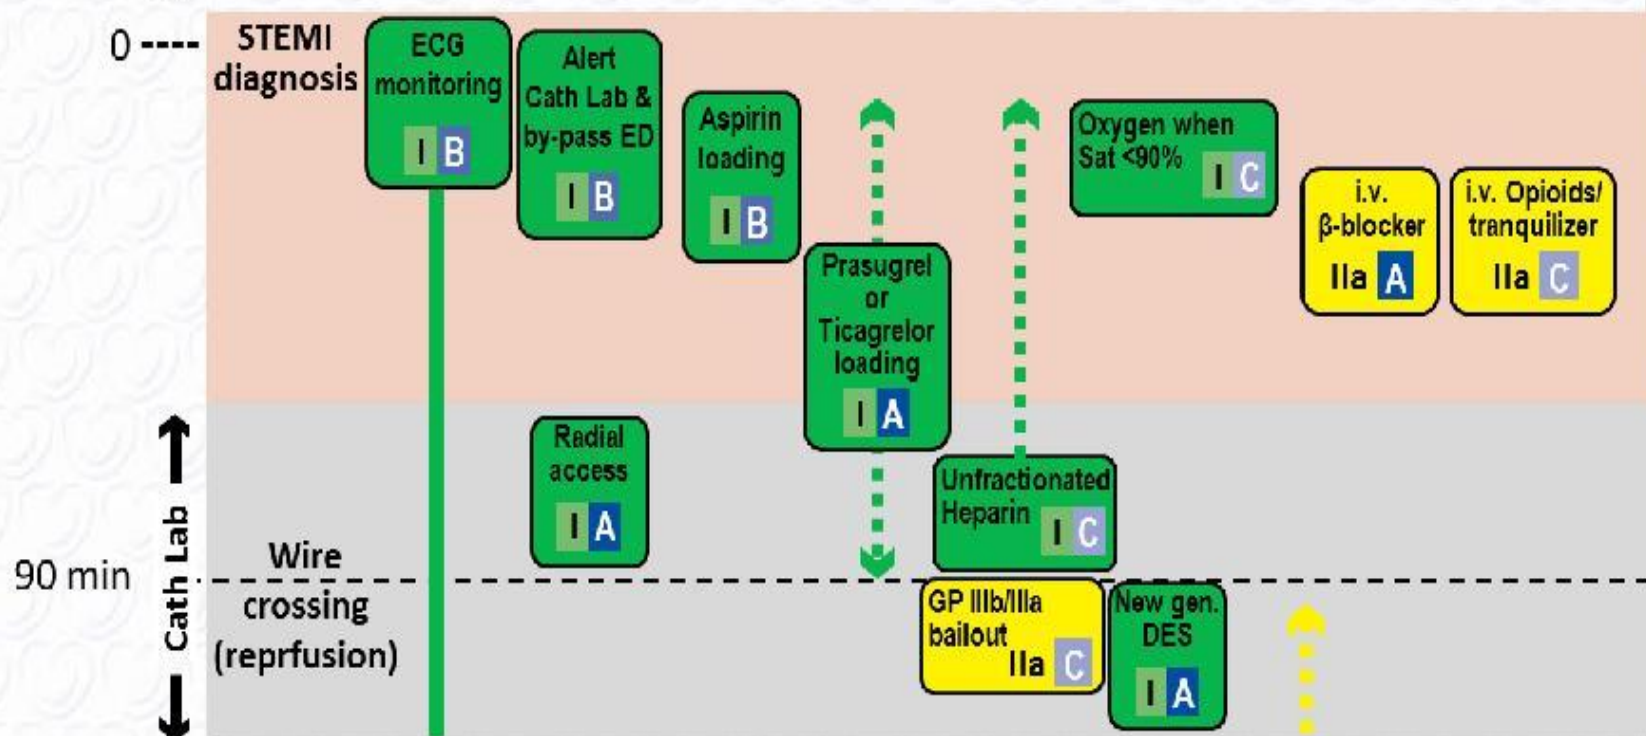 0 ----
STEMI
diagnosis
ECG
monitoring
I B
Alert
Cath Lab &
by-pass ED
I B
Aspirin
loading
I B
Prasugrel
or
Ticagrelor
loading
I A
Oxygen when
Sat <90%
I C
i.v.
β-blocker
IIa A
i.v. Opioids/
tranquilizer
IIa C
Cath Lab
Radial
access
I A
Unfractionated
Heparin
I C
90 min
Wire
crossing
(reprfusion)
GP IIIb/IIIa
bailout
IIa C
New gen.
DES
I A